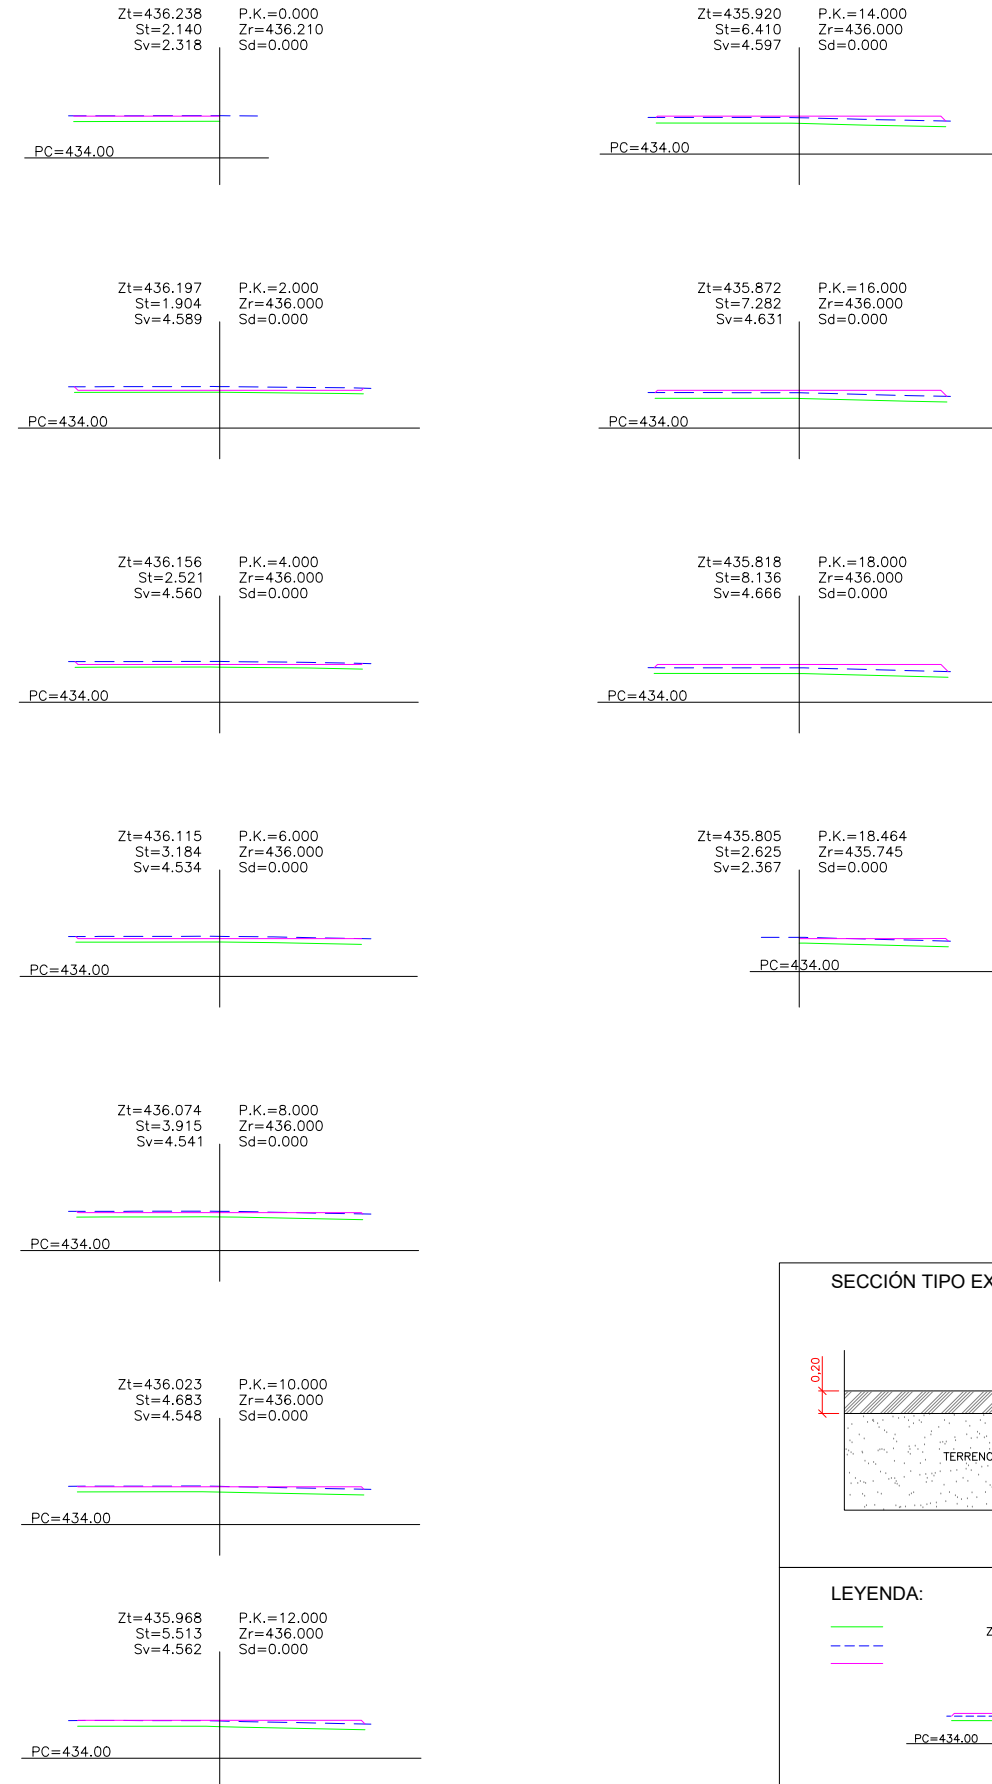 Zt=436.238 P.K.=0.000
St=2.140 Zr=436.210
Sv=2.318 Sd=0.000
PC=434.00
Zt=436.197 P.K.=2.000
St=1.904 Zr=436.000
Sv=4.589 Sd=0.000
PC=434.00
Zt=436.156 P.K.=4.000
St=2.521 Zr=436.000
Sv=4.560 Sd=0.000
PC=434.00
Zt=436.115 P.K.=6.000
St=3.184 Zr=436.000
Sv=4.534 Sd=0.000
PC=434.00
Zt=436.074 P.K.=8.000
St=3.915 Zr=436.000
Sv=4.541 Sd=0.000
PC=434.00
Zt=436.023 P.K.=10.000
St=4.683 Zr=436.000
Sv=4.548 Sd=0.000
PC=434.00
Zt=435.968 P.K.=12.000
St=5.513 Zr=436.000
Sv=4.562 Sd=0.000
PC=434.00
Zt=435.920 P.K.=14.000
St=6.410 Zr=436.000
Sv=4.597 Sd=0.000
PC=434.00
Zt=435.872 P.K.=16.000
St=7.282 Zr=436.000
Sv=4.631 Sd=0.000
PC=434.00
Zt=435.818 P.K.=18.000
St=8.136 Zr=436.000
Sv=4.666 Sd=0.000
PC=434.00
Zt=435.805 P.K.=18.464
St=2.625 Zr=435.745
Sv=2.367 Sd=0.000
PC=434.00
SECCIÓN TIPO EX
0,20
TERRENO
LEYENDA:
Z
PC=434.00